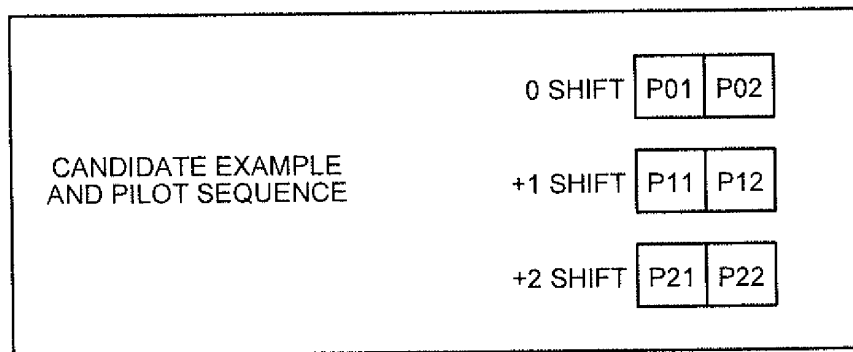 0 SHIFT P01 P02
CANDIDATE EXAMPLE
AND PILOT SEQUENCE
+1 SHIFT P11 P12
+2 SHIFT P21 P22